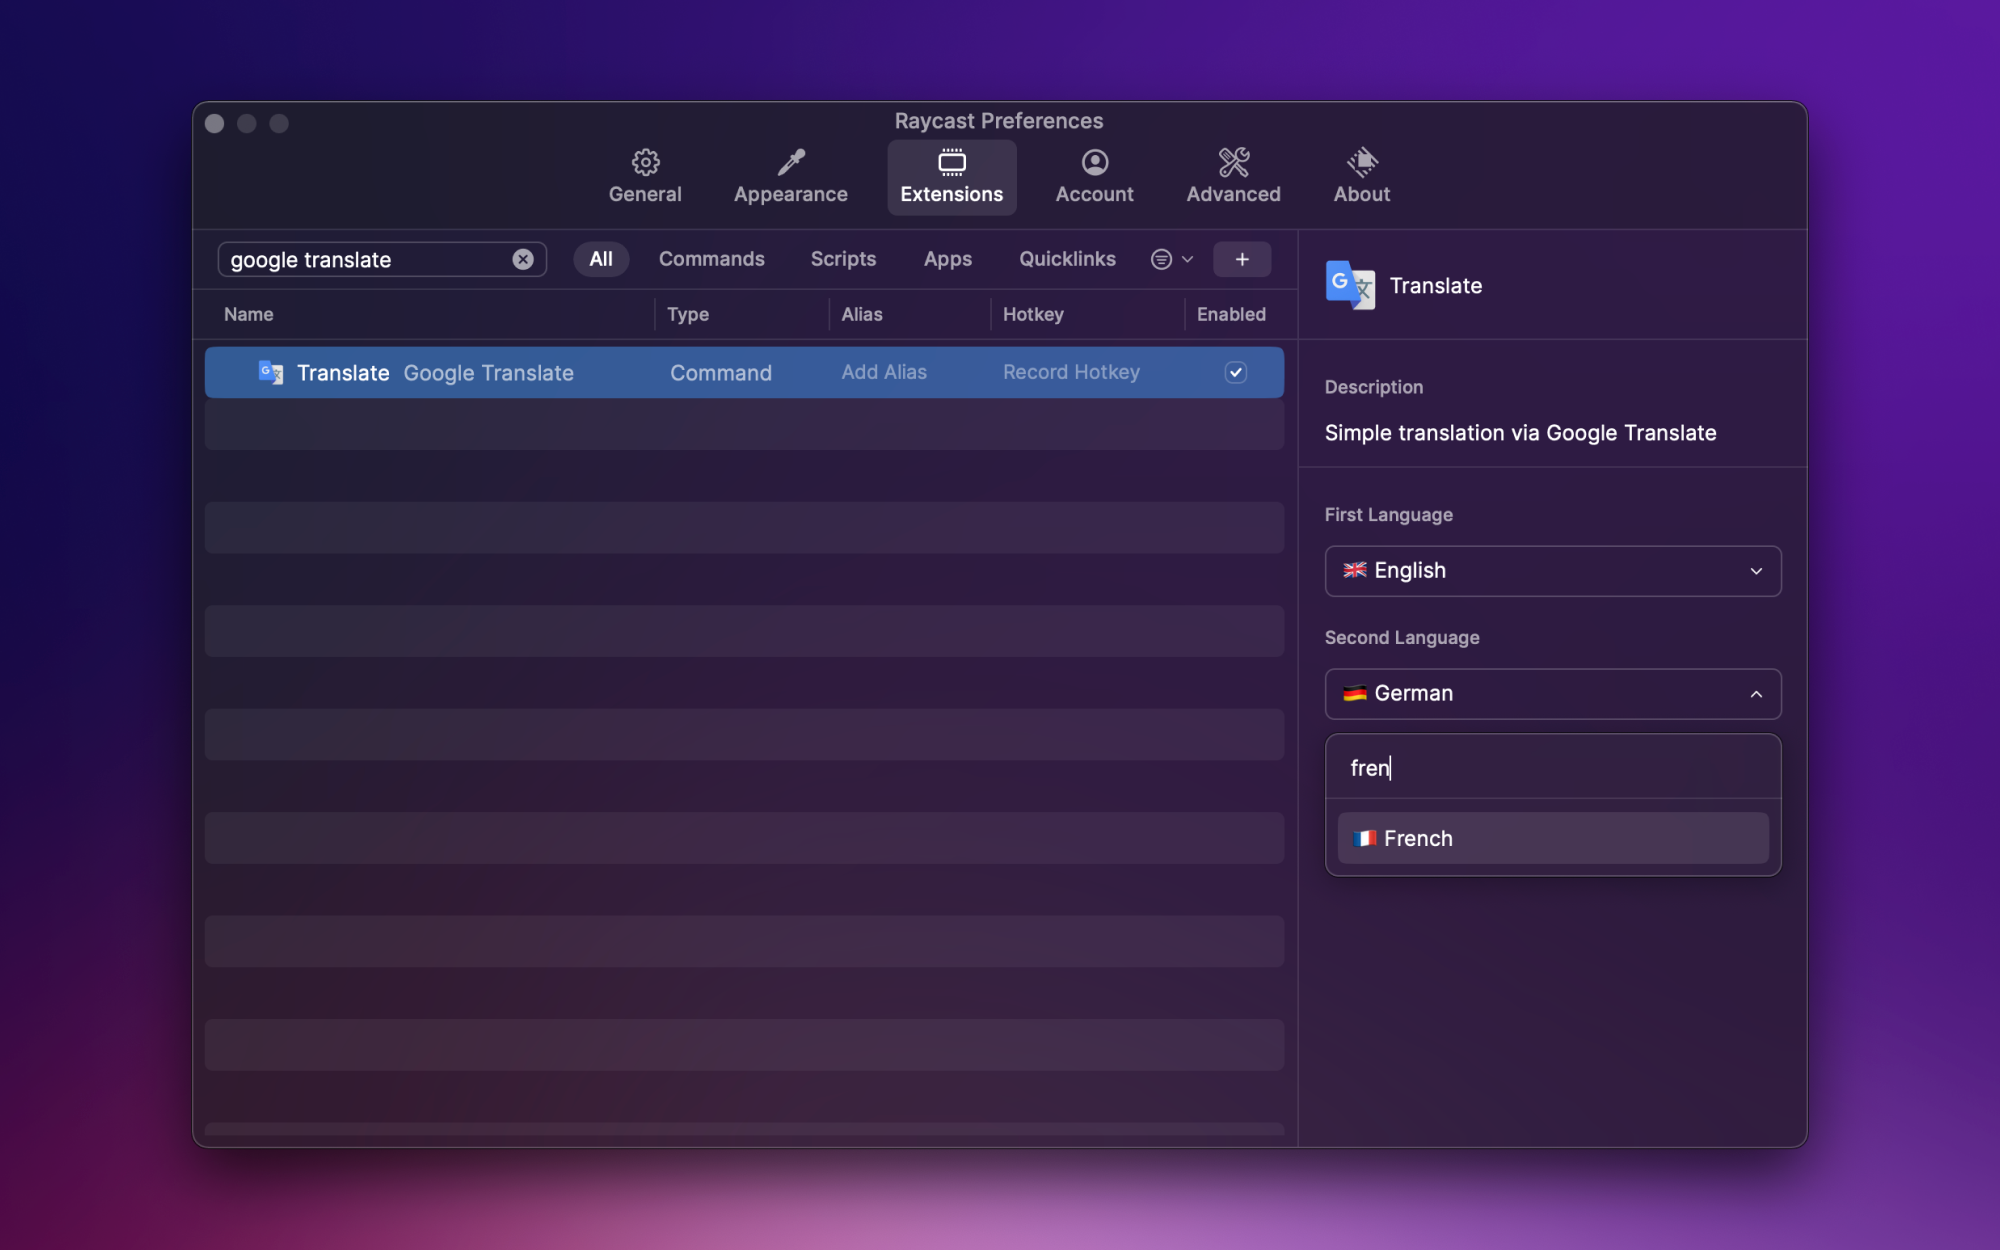 Raycast Preferences
General Appearance Extensions Account Advanced About
google translate All Commands Scripts Apps Quicklinks +
Name Type Alias Hotkey Enabled
Translate Google Translate Command Add Alias Record Hotkey
G 文 Translate
Description
Simple translation via Google Translate
First Language
English
Second Language
German
fren
French